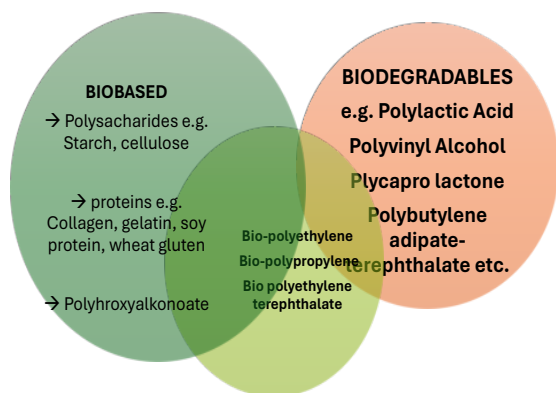 BIOBASED
→ Polysacharides e.g.
Starch, cellulose
→ proteins e.g.
Collagen, gelatin, soy
protein, wheat gluten
→ Polyhroxyalkonoate
BIODEGRADABLES
e.g. Polylactic Acid
Polyvinyl Alcohol
Plycapro lactone
Polybutylene
adipate-
terephthalate etc.
Bio-polyethylene
Bio-polypropylene
Bio polyethylene
terephthalate